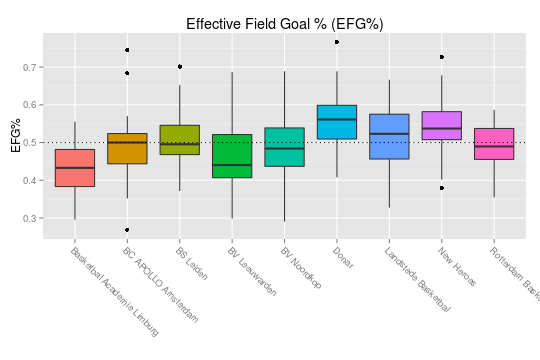 Effective Field Goal % (EFG%)
EFG%
0.7
0.6
0.5
0.4
0.3
Basketbal Academie Limburg
BC APOLLO Amsterdam
BS Leiden
BV Leeuwarden
BV Noordkop
Donar
Landstede Basketbal
New Heroes
Rotterdam